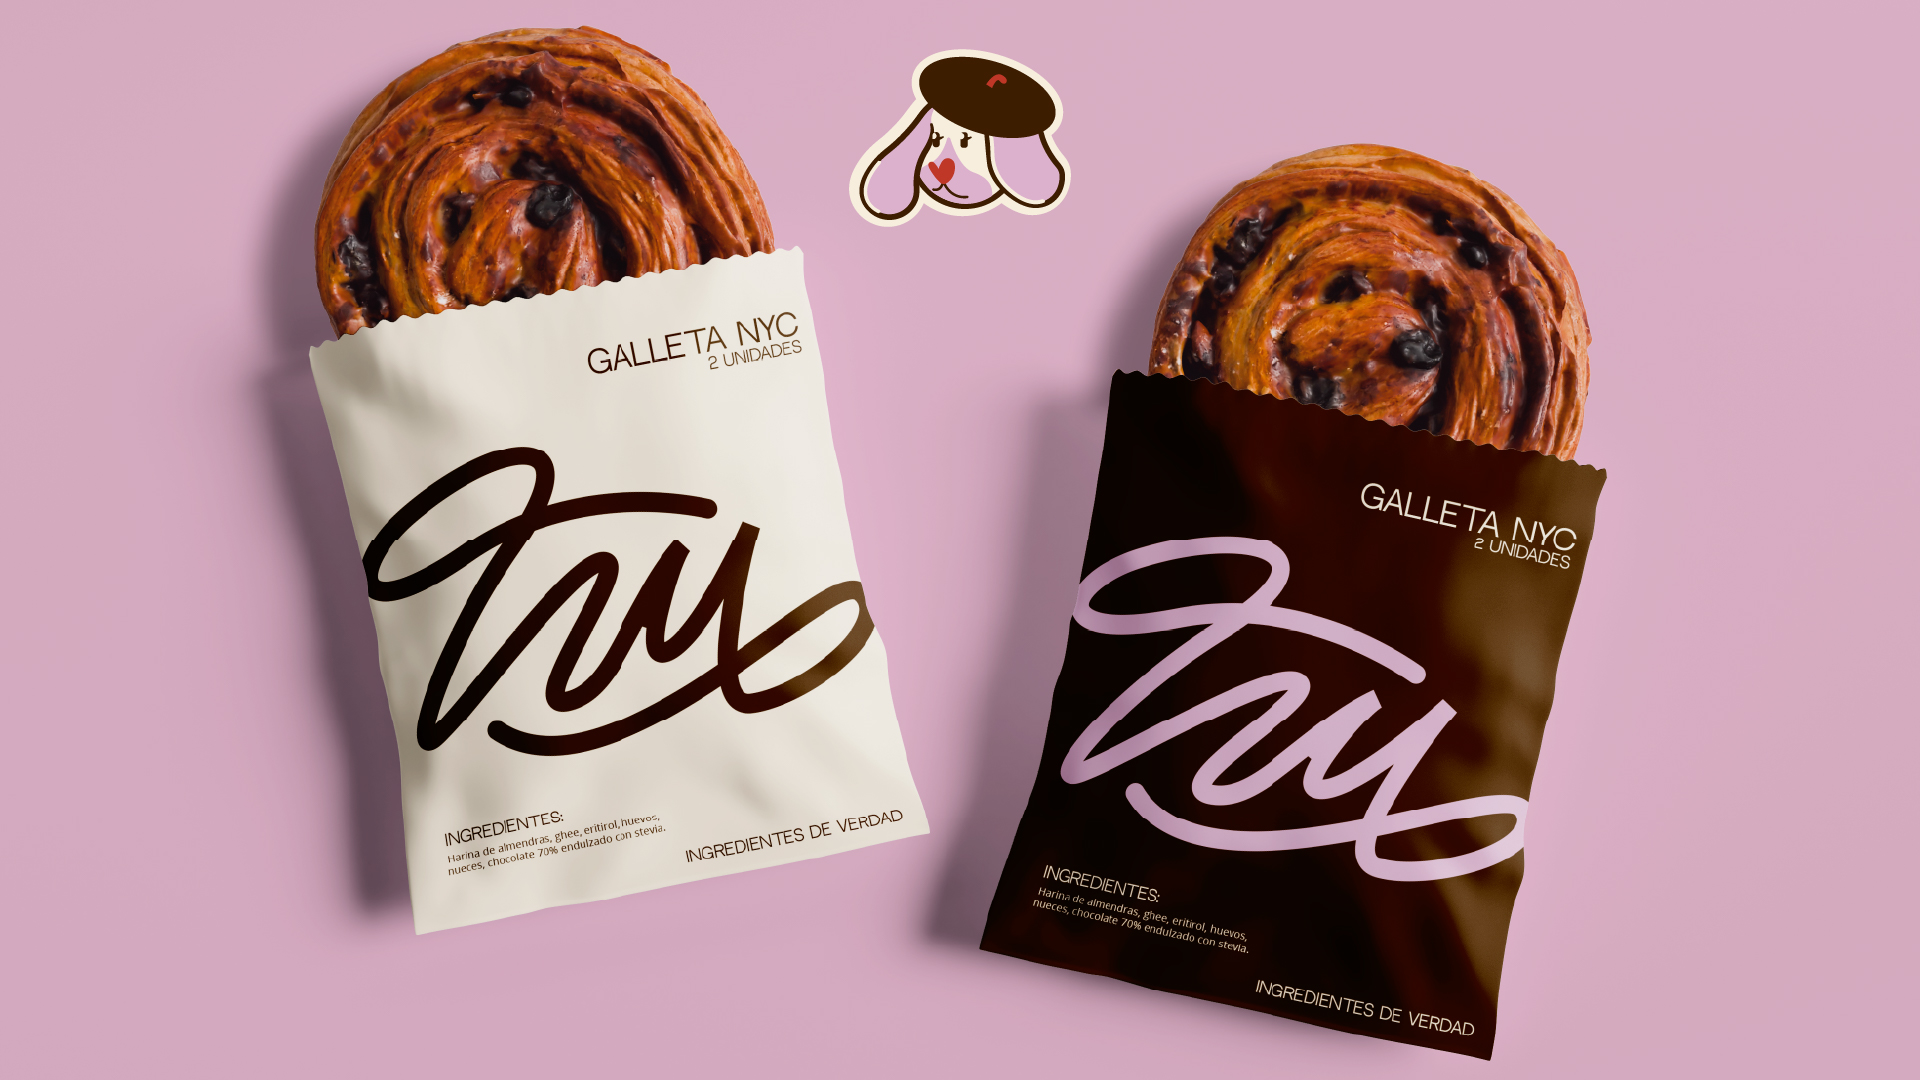 GALLETA NYC
2 UNIDADES
INGREDIENTES:
Harina de almendras, ghee, eritirol, huevos,
nueces, chocolate 70% endulzado con stevia.
INGREDIENTES DE VERDAD
GALLETA NYC
2 UNIDADES
INGREDIENTES:
Harina de almendras, ghee, eritirol, huevos,
nueces, chocolate 70% endulzado con stevia.
INGREDIENTES DE VERDAD